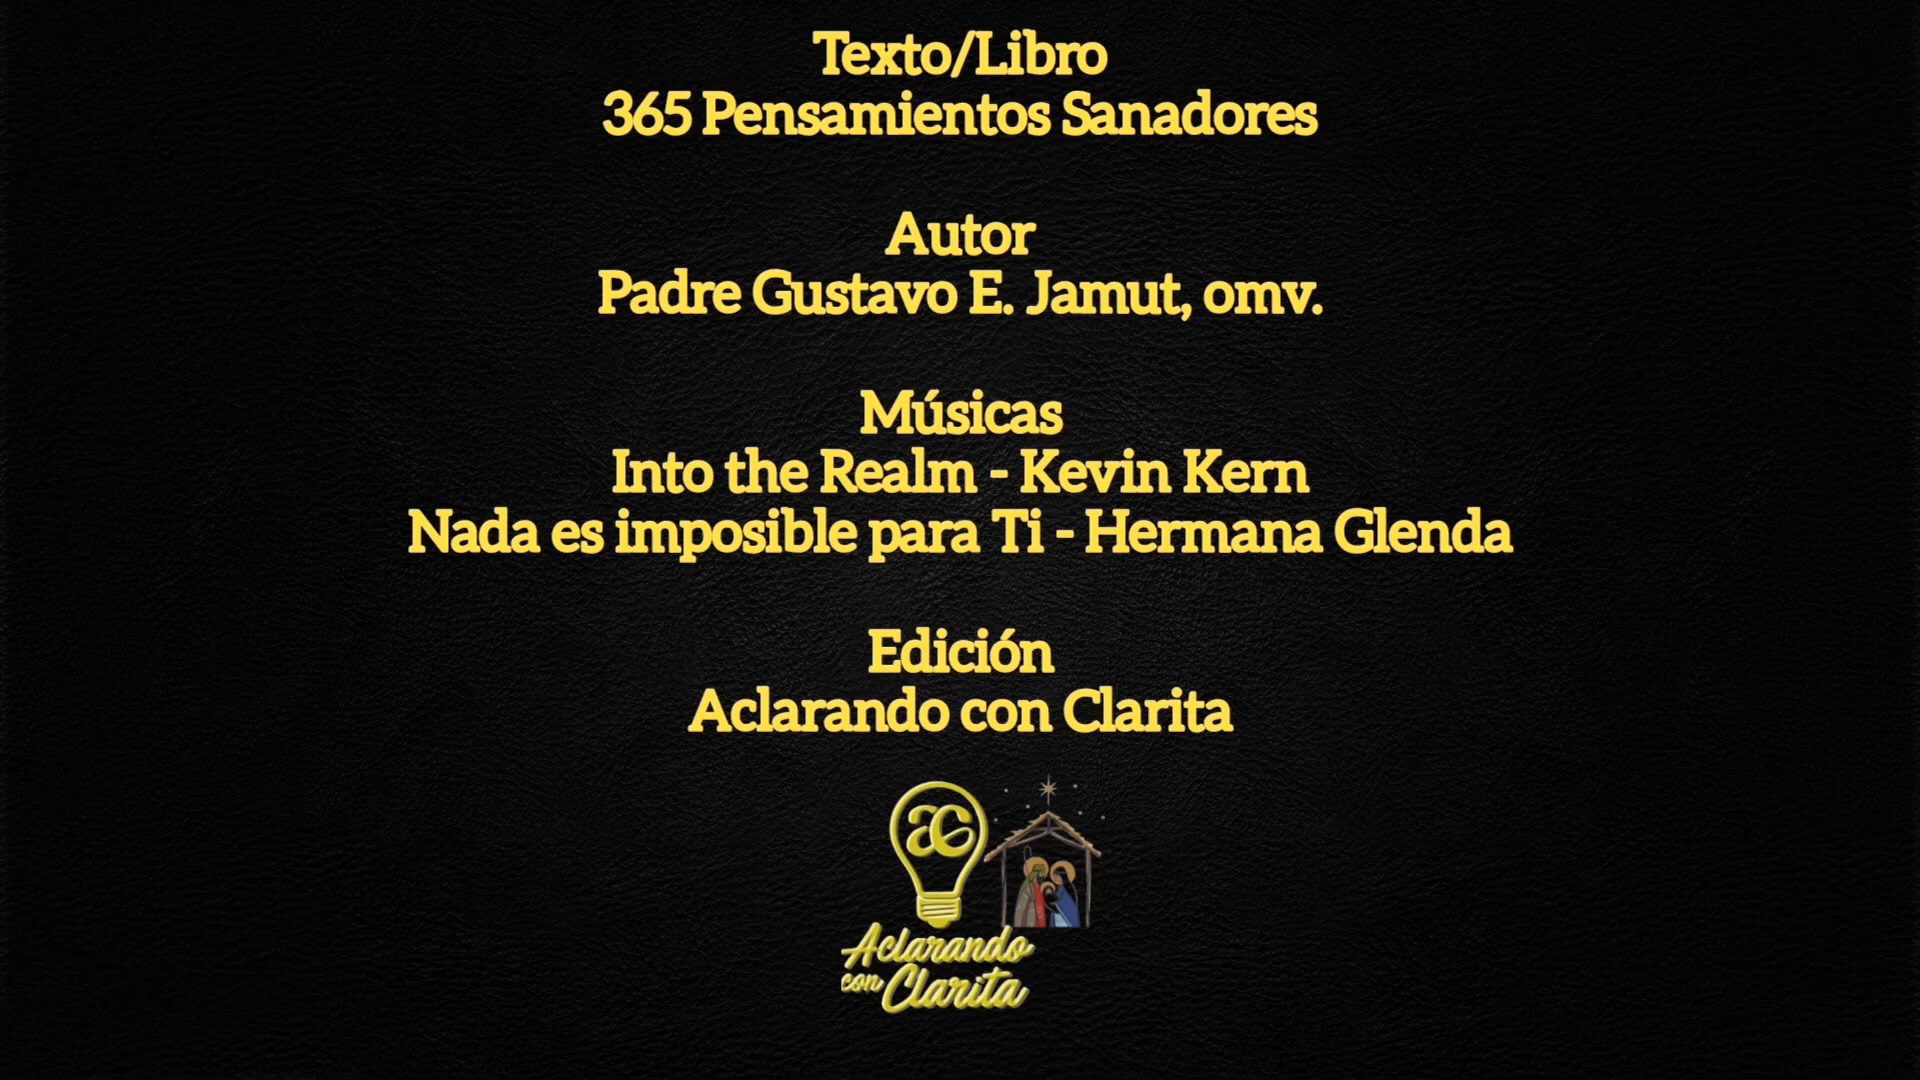 Texto/Libro
365 Pensamientos Sanadores
Autor
Padre Gustavo E. Jamut, omv.
Músicas
Into the Realm - Kevin Kern
Nada es imposible para Ti - Hermana Glenda
Edición
Aclarando con Clarita
ac
Aclarando
con Clarita